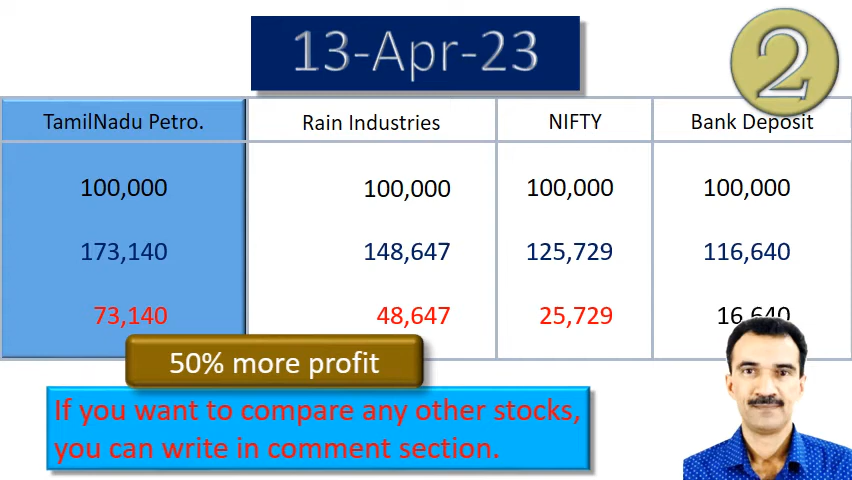 13-Apr-23
2
TamilNadu Petro. Rain Industries NIFTY Bank Deposit
100,000 100,000 100,000 100,000
173,140 148,647 125,729 116,640
73,140 48,647 25,729 16,640
50% more profit
If you want to compare any other stocks,
you can write in comment section.